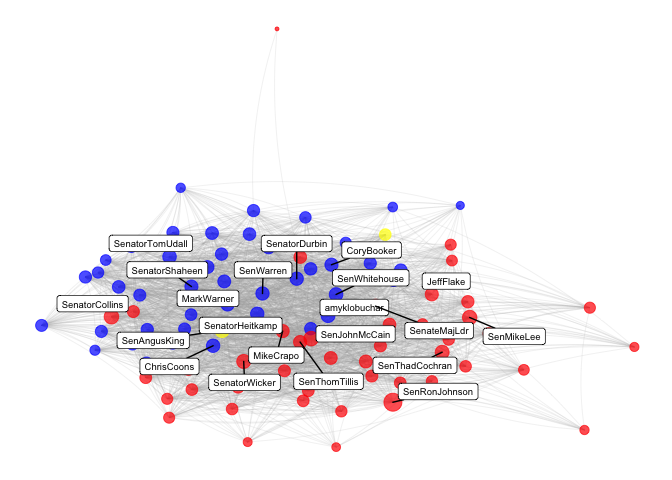 SenatorTomUdall
SenatorDurbin
CoryBooker
SenatorShaheen
SenWarren
SenWhitehouse
JeffFlake
MarkWarner
SenatorCollins
amyklobuchar
SenatorHeitkamp
SenateMajLdr
SenJohnMcCain
SenMikeLee
SenAngusKing
MikeCrapo
ChrisCoons
SenThadCochran
SenatorWicker
SenThomTillis
SenRonJohnson